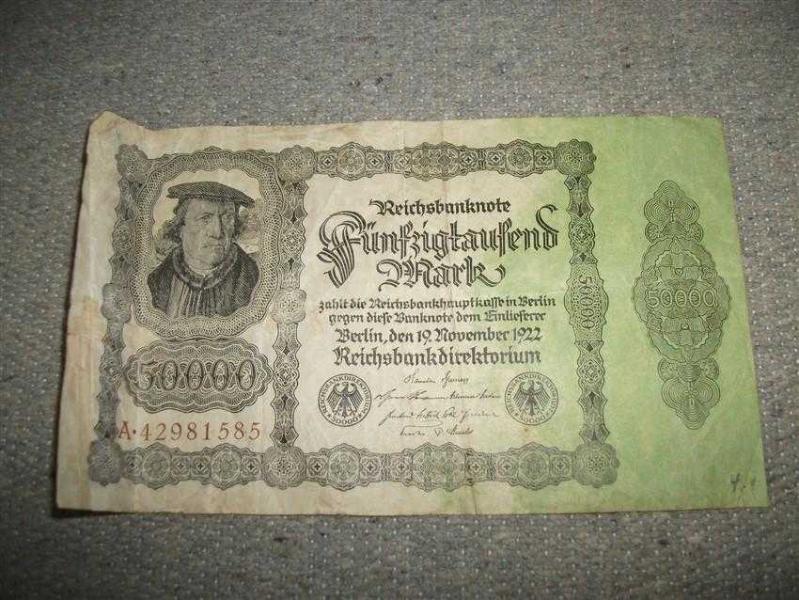 Reichsbanknote
Fünfzigtausend
Mark
zahlt die Reichsbankhauptkasse in Berlin
gegen diese Banknote dem Einlieferer
Berlin, den 19. November 1922
Reichsbankdirektorium
50000
A·42981585
50000
50000